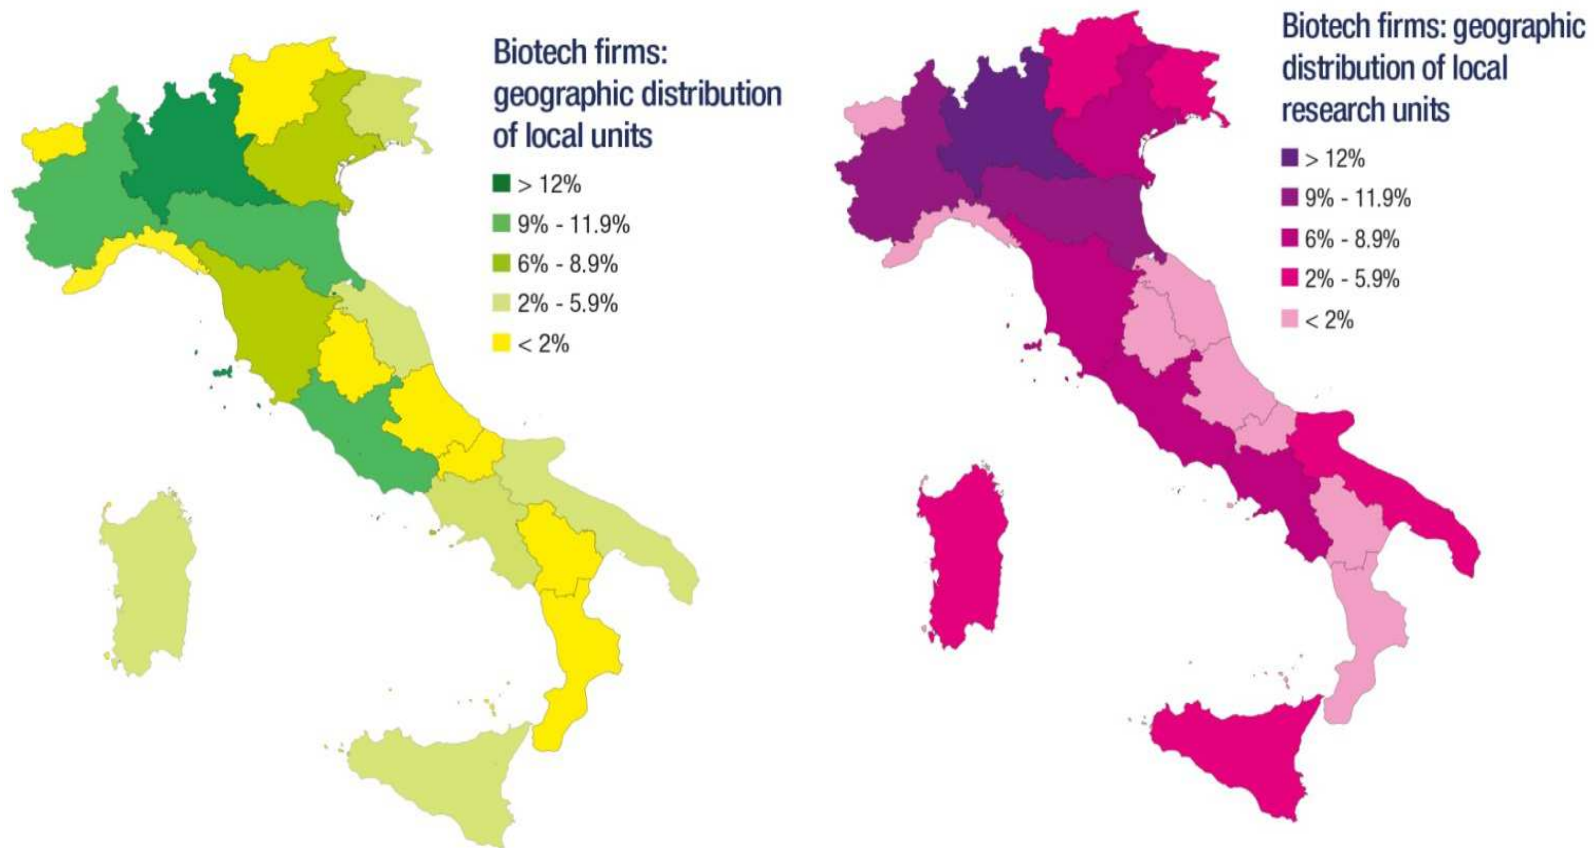 Biotech firms:
geographic distribution
of local units
> 12%
9% - 11.9%
6% - 8.9%
2% - 5.9%
< 2%
Biotech firms: geographic
distribution of local
research units
> 12%
9% - 11.9%
6% - 8.9%
2% - 5.9%
< 2%